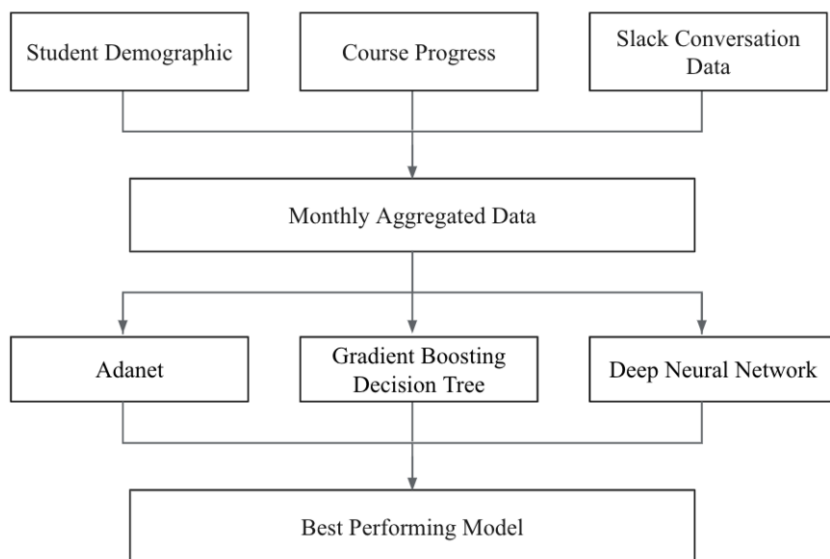 Student Demographic
Course Progress
Slack Conversation
Data
Monthly Aggregated Data
Adanet
Gradient Boosting
Decision Tree
Deep Neural Network
Best Performing Model